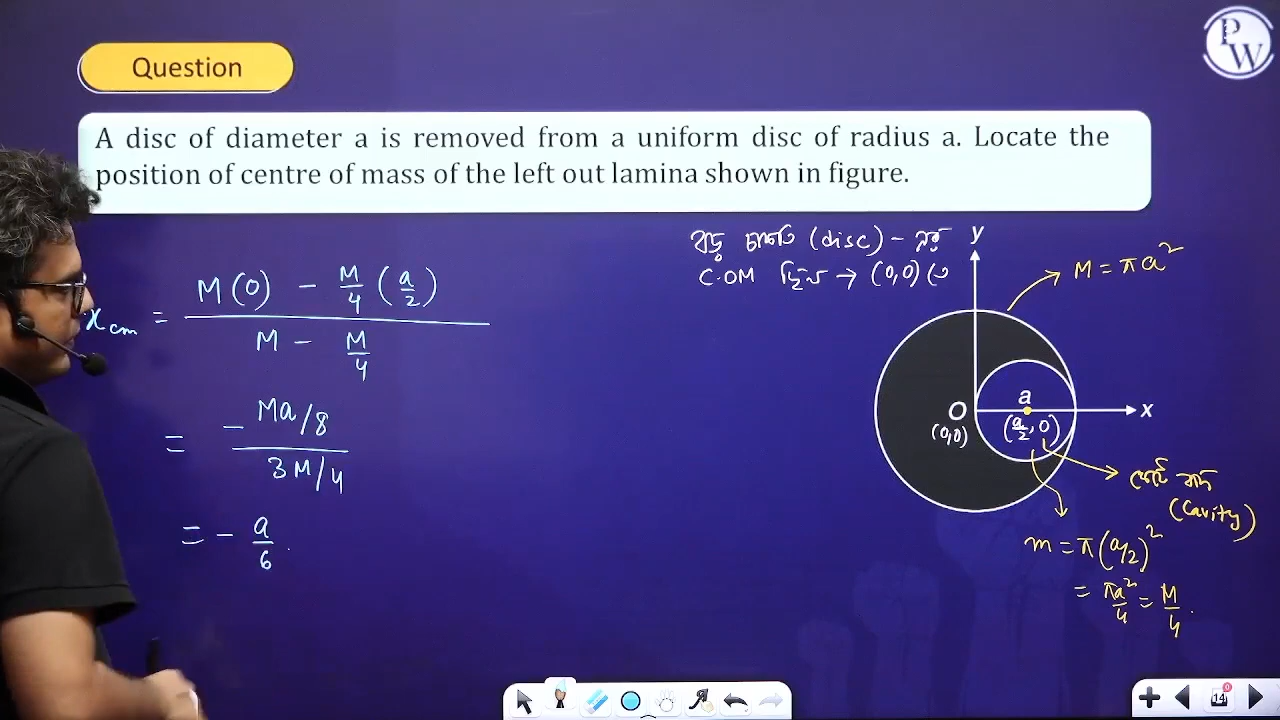 PW
Question
A disc of diameter a is removed from a uniform disc of radius a. Locate the
position of centre of mass of the left out lamina shown in figure.
(disc) -
C.OM → (0,0)
y
M = πa²
x_cm = M(0) - M/4 (a/2)
M - M/4
= - Ma/8
3M/4
= - a/6.
a
O
x
(0,0)
(a/2, 0)
(cavity)
m = π(a/2)²
= πa²/4 = M/4.
14